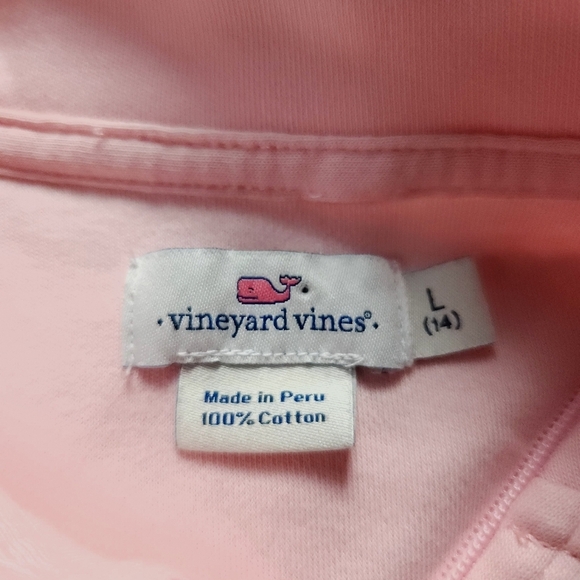 ·vineyard vines®·
L
(14)
Made in Peru
100% Cotton